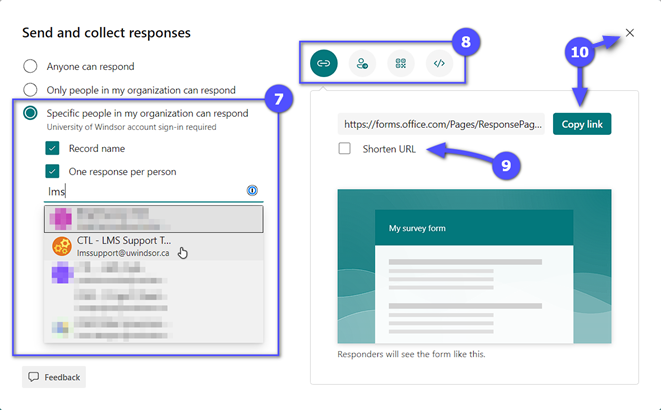 Send and collect responses
8
10
Anyone can respond
Only people in my organization can respond
7
Specific people in my organization can respond
University of Windsor account sign-in required
Record name
One response per person
lms
CTL - LMS Support T...
lmssupport@uwindsor.ca
Feedback
https://forms.office.com/Pages/ResponsePag...
Copy link
Shorten URL
9
My survey form
Responders will see the form like this.